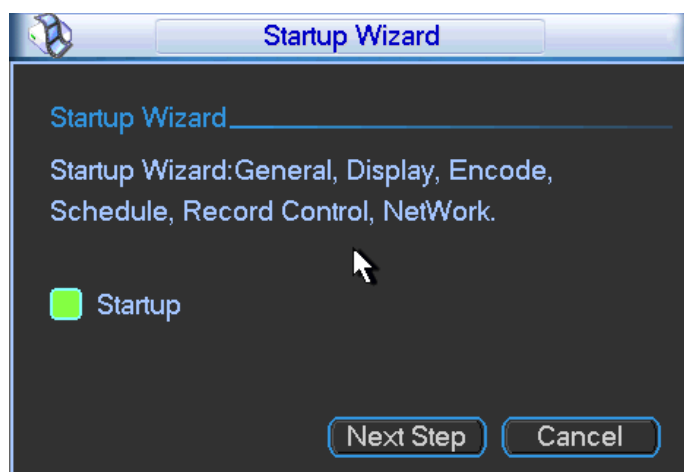 Startup Wizard
Startup Wizard
Startup Wizard:General, Display, Encode,
Schedule, Record Control, NetWork.
Startup
Next Step Cancel